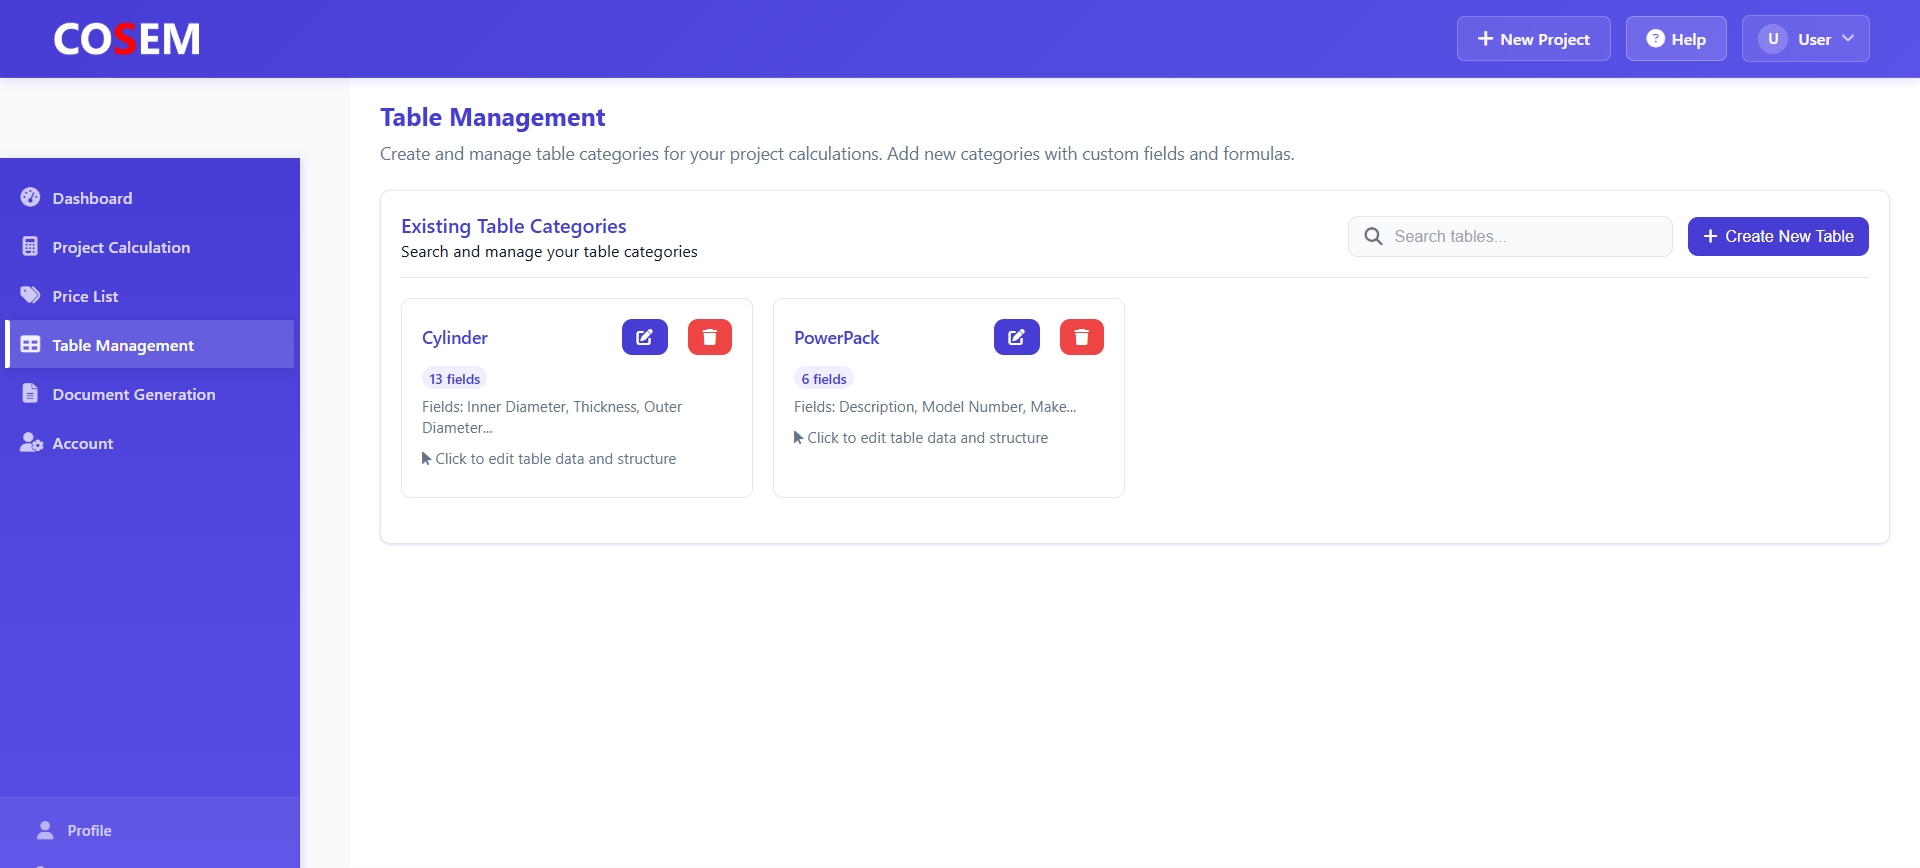 COSEM
New Project
Help
U
User
Table Management
Create and manage table categories for your project calculations. Add new categories with custom fields and formulas.
Dashboard
Project Calculation
Price List
Table Management
Document Generation
Account
Profile
Existing Table Categories
Search and manage your table categories
Search tables...
Create New Table
Cylinder
13 fields
Fields: Inner Diameter, Thickness, Outer
Diameter...
Click to edit table data and structure
PowerPack
6 fields
Fields: Description, Model Number, Make...
Click to edit table data and structure